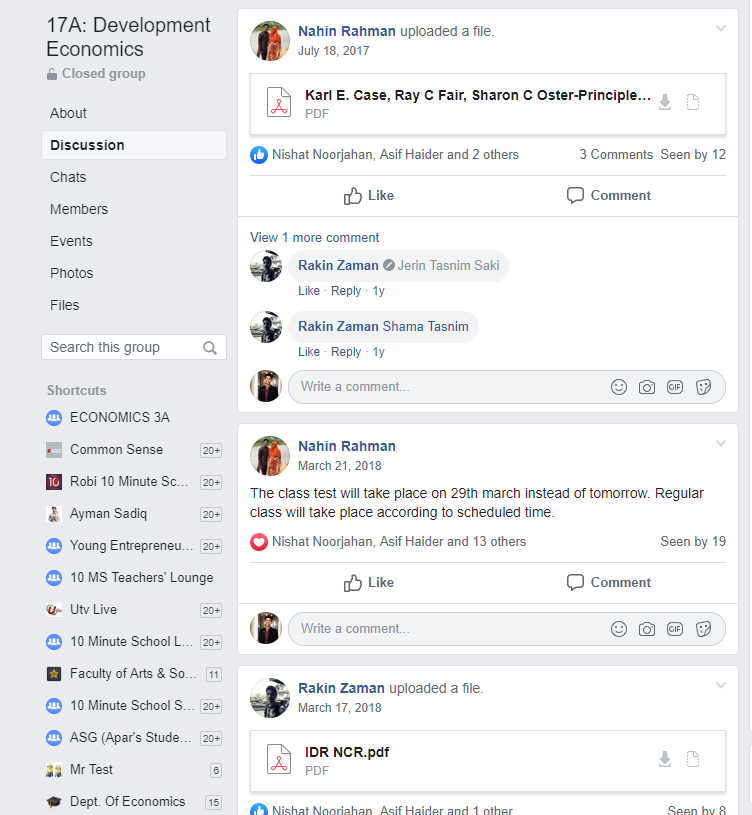 17A: Development
Economics
Closed group
About
Discussion
Chats
Members
Events
Photos
Files
Search this group
Shortcuts
ECONOMICS 3A
Common Sense 20+
Robi 10 Minute Sc... 20+
Ayman Sadiq 20+
Young Entrepreneu... 20+
10 MS Teachers' Lounge
Utv Live 20+
10 Minute School L... 20+
Faculty of Arts & So... 11
10 Minute School S... 20+
ASG (Apar's Stude... 20+
Mr Test 6
Dept. Of Economics 15
Nahin Rahman uploaded a file.
July 18, 2017
Karl E. Case, Ray C Fair, Sharon C Oster-Principle...
PDF
Nishat Noorjahan, Asif Haider and 2 others 3 Comments Seen by 12
Like Comment
View 1 more comment
Rakin Zaman Jerin Tasnim Saki
Like · Reply · 1y
Rakin Zaman Shama Tasnim
Like · Reply · 1y
Write a comment... GIF
Nahin Rahman
March 21, 2018
The class test will take place on 29th march instead of tomorrow. Regular
class will take place according to scheduled time.
Nishat Noorjahan, Asif Haider and 13 others Seen by 19
Like Comment
Write a comment... GIF
Rakin Zaman uploaded a file.
March 17, 2018
IDR NCR.pdf
PDF
Nishat Noorjahan, Asif Haider and 1 other Seen by 8